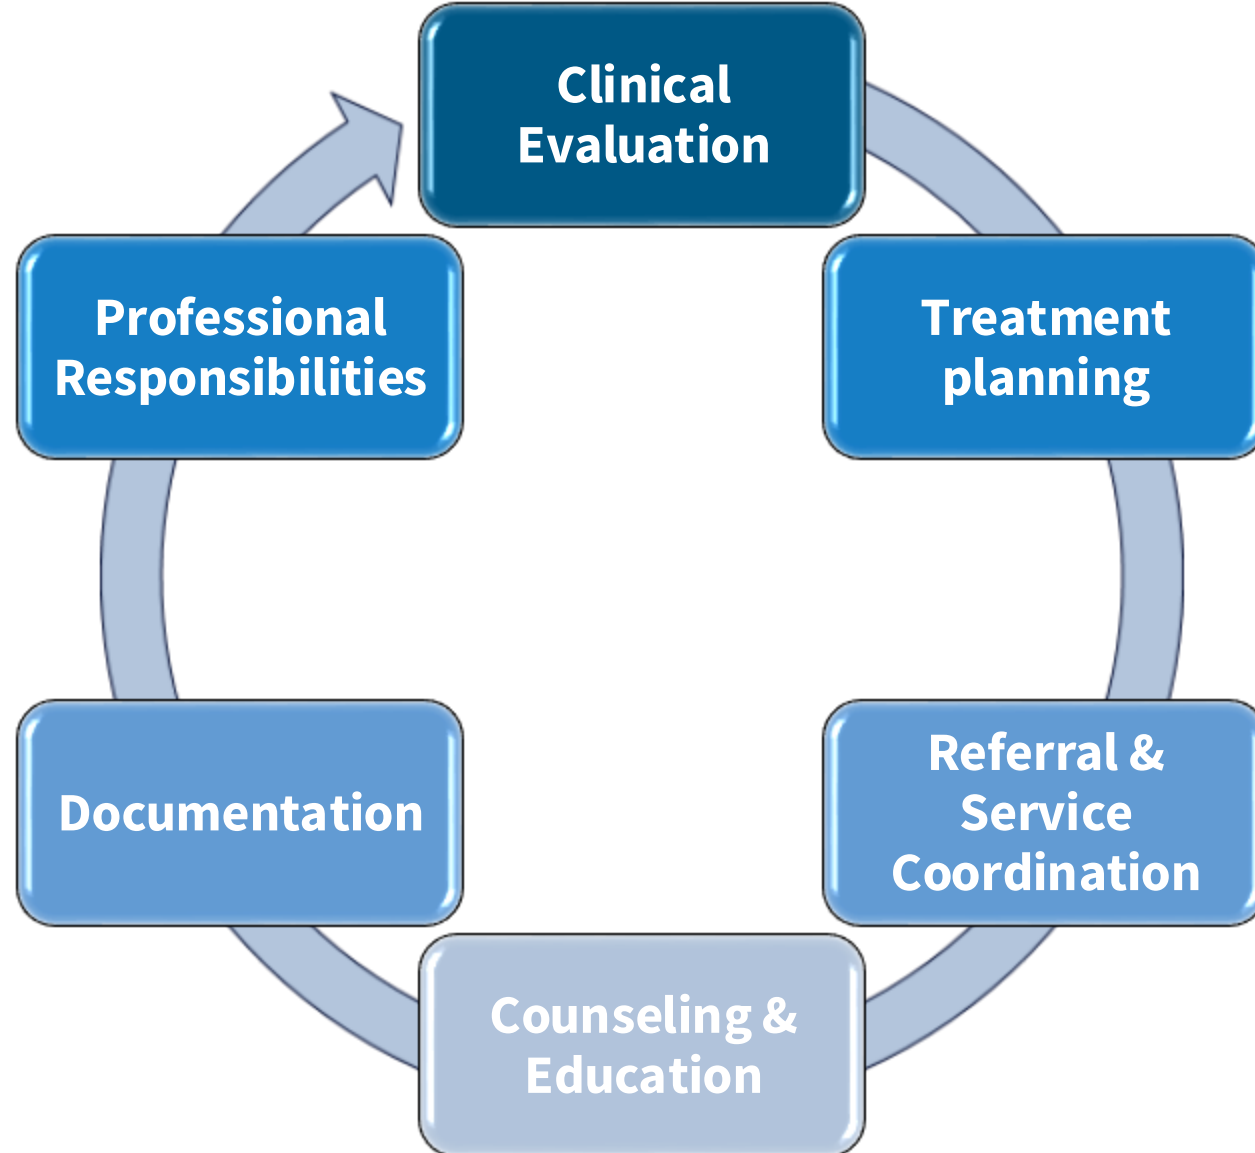 Clinical
Evaluation
Treatment
planning
Referral &
Service
Coordination
Counseling &
Education
Documentation
Professional
Responsibilities